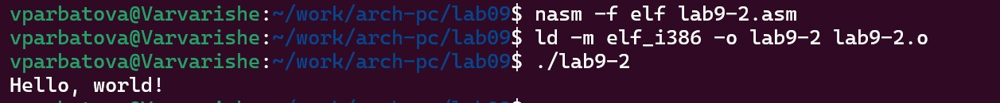 vparbatova@Varvarishe:~/work/arch-pc/lab09$ nasm -f elf lab9-2.asm
vparbatova@Varvarishe:~/work/arch-pc/lab09$ ld -m elf_i386 -o lab9-2 lab9-2.o
vparbatova@Varvarishe:~/work/arch-pc/lab09$ ./lab9-2
Hello, world!